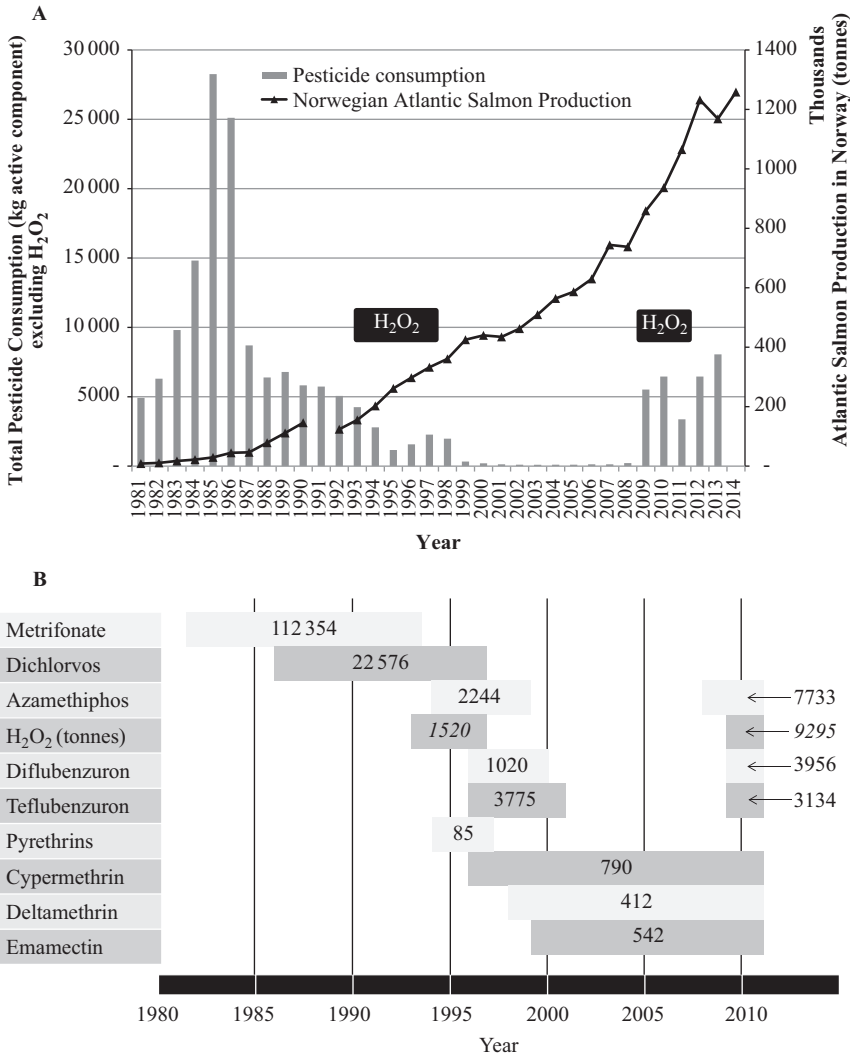 A
Total Pesticide Consumption (kg active component)
excluding H₂O₂
30 000
25 000
20 000
15 000
10 000
5000
-
Pesticide consumption
Norwegian Atlantic Salmon Production
H₂O₂
H₂O₂
1400
1200
1000
800
600
400
200
-
Thousands
Atlantic Salmon Production in Norway (tonnes)
1981 1982 1983 1984 1985 1986 1987 1988 1989 1990 1991 1992 1993 1994 1995 1996 1997 1998 1999 2000 2001 2002 2003 2004 2005 2006 2007 2008 2009 2010 2011 2012 2013 2014
Year
B
Metrifonate 112 354
Dichlorvos 22 576
Azamethiphos 2244 7733
H₂O₂ (tonnes) 1520 9295
Diflubenzuron 1020 3956
Teflubenzuron 3775 3134
Pyrethrins 85
Cypermethrin 790
Deltamethrin 412
Emamectin 542
1980 1985 1990 1995 2000 2005 2010
Year